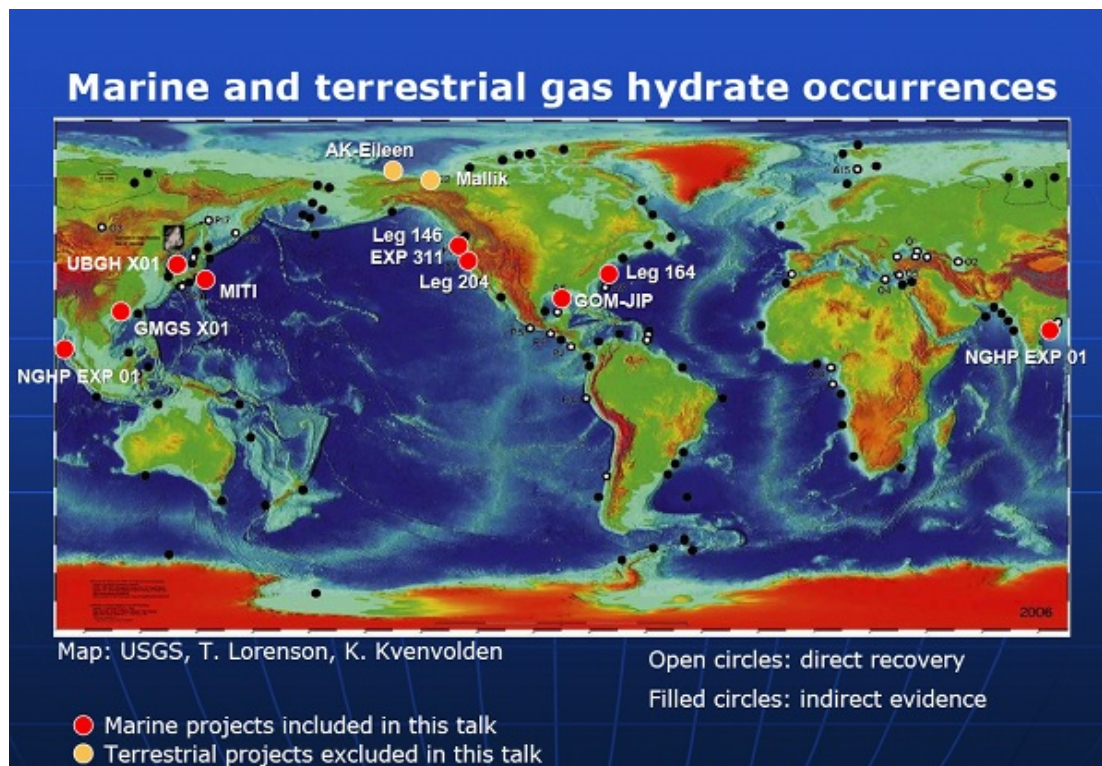 Marine and terrestrial gas hydrate occurrences
AK-Eileen
Mallik
Leg 146
EXP 311
Leg 204
Leg 164
UBGH X01
MITI
GOM-JIP
GMGS X01
NGHP EXP 01
NGHP EXP 01
2006
Map: USGS, T. Lorenson, K. Kvenvolden
Open circles: direct recovery
Filled circles: indirect evidence
Marine projects included in this talk
Terrestrial projects excluded in this talk